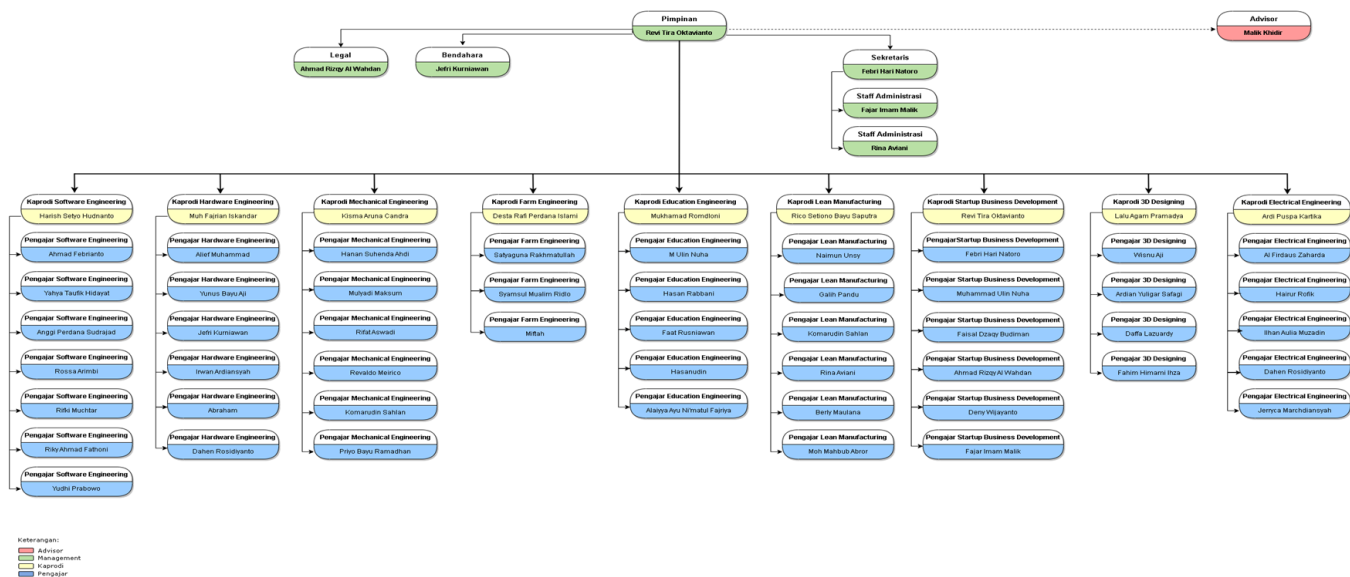 Pimpinan
Revi Tira Oktavianto
Advisor
Malik Khidir
Legal
Ahmad Rizqy Al Wahdan
Bendahara
Jefri Kurniawan
Sekretaris
Febri Hari Natoro
Staff Administrasi
Fajar Imam Malik
Staff Administrasi
Rina Aviani
Kaprodi Software Engineering
Harish Setyo Hudnanto
Pengajar Software Engineering
Ahmad Febrianto
Pengajar Software Engineering
Yahya Taufik Hidayat
Pengajar Software Engineering
Anggi Perdana Sudrajad
Pengajar Software Engineering
Rossa Arimbi
Pengajar Software Engineering
Rifki Muchtar
Pengajar Software Engineering
Riky Ahmad Fathoni
Pengajar Software Engineering
Yudhi Prabowo
Kaprodi Hardware Engineering
Muh Fajrian Iskandar
Pengajar Hardware Engineering
Alief Muhammad
Pengajar Hardware Engineering
Yunus Bayu Aji
Pengajar Hardware Engineering
Jefri Kurniawan
Pengajar Hardware Engineering
Irwan Ardiansyah
Pengajar Hardware Engineering
Abraham
Pengajar Hardware Engineering
Dahen Rosidiyanto
Kaprodi Mechanical Engineering
Kisma Aruna Candra
Pengajar Mechanical Engineering
Hanan Suhenda Ahdi
Pengajar Mechanical Engineering
Mulyadi Maksum
Pengajar Mechanical Engineering
Rifat Aswadi
Pengajar Mechanical Engineering
Revaldo Meirico
Pengajar Mechanical Engineering
Komarudin Sahlan
Pengajar Mechanical Engineering
Priyo Bayu Ramadhan
Kaprodi Farm Engineering
Desta Rafi Perdana Islami
Pengajar Farm Engineering
Satyaguna Rakhmatullah
Pengajar Farm Engineering
Syamsul Mualim Ridlo
Pengajar Farm Engineering
Miftah
Kaprodi Education Engineering
Mukhamad Romdloni
Pengajar Education Engineering
M Ulin Nuha
Pengajar Education Engineering
Hasan Rabbani
Pengajar Education Engineering
Faat Rusniawan
Pengajar Education Engineering
Hasanudin
Pengajar Education Engineering
Alaiyya Ayu Ni'matul Fajriya
Kaprodi Lean Manufacturing
Rico Setiono Bayu Saputra
Pengajar Lean Manufacturing
Naimun Unsy
Pengajar Lean Manufacturing
Galih Pandu
Pengajar Lean Manufacturing
Komarudin Sahlan
Pengajar Lean Manufacturing
Rina Aviani
Pengajar Lean Manufacturing
Berly Maulana
Pengajar Lean Manufacturing
Moh Mahbub Abror
Kaprodi Startup Business Development
Revi Tira Oktavianto
PengajarStartup Business Development
Febri Hari Natoro
Pengajar Startup Business Development
Muhammad Ulin Nuha
Pengajar Startup Business Development
Faisal Dzaqy Budiman
Pengajar Startup Business Development
Ahmad Rizqy Al Wahdan
Pengajar Startup Business Development
Deny Wijayanto
Pengajar Startup Business Development
Fajar Imam Malik
Kaprodi 3D Designing
Lalu Agam Pramadya
Pengajar 3D Designing
Wisnu Aji
Pengajar 3D Designing
Ardian Yuligar Safagi
Pengajar 3D Designing
Daffa Lazuardy
Pengajar 3D Designing
Fahim Himami Ihza
Kaprodi Electrical Engineering
Ardi Puspa Kartika
Pengajar Electrical Engineering
Al Firdaus Zaharda
Pengajar Electrical Engineering
Hairur Rofik
Pengajar Electrical Engineering
Ilhan Aulia Muzadin
Pengajar Electrical Engineering
Dahen Rosidiyanto
Pengajar Electrical Engineering
Jerryca Marchdiansyah
Keterangan:
Advisor
Management
Kaprodi
Pengajar